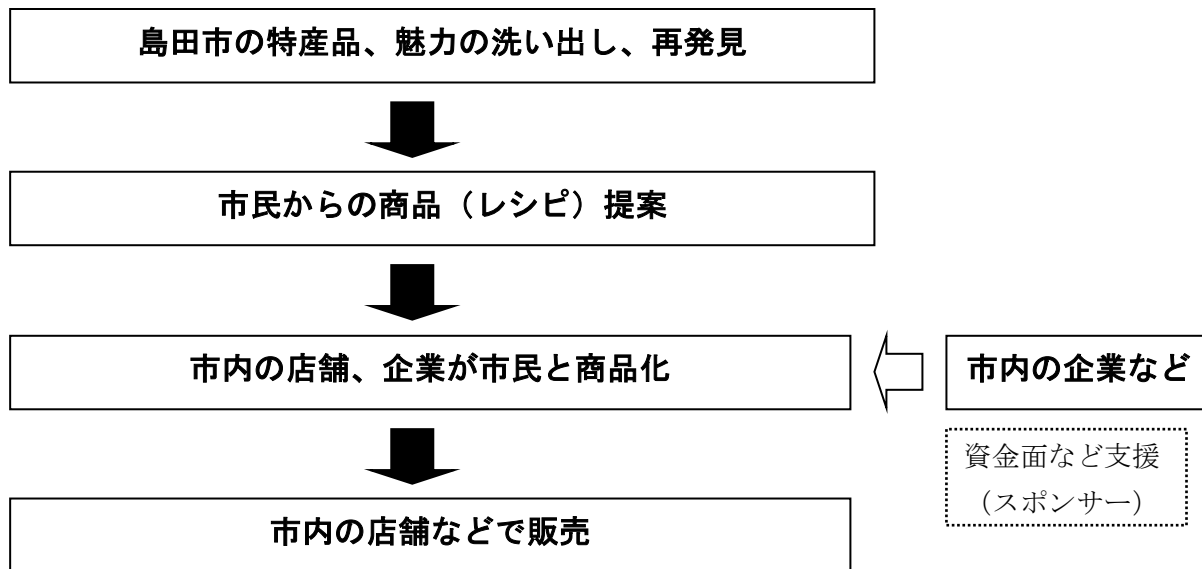 島田市の特産品、魅力の洗い出し、再発見
市民からの商品（レシピ）提案
市内の店舗、企業が市民と商品化
市内の企業など
資金面など支援
（スポンサー）
市内の店舗などで販売